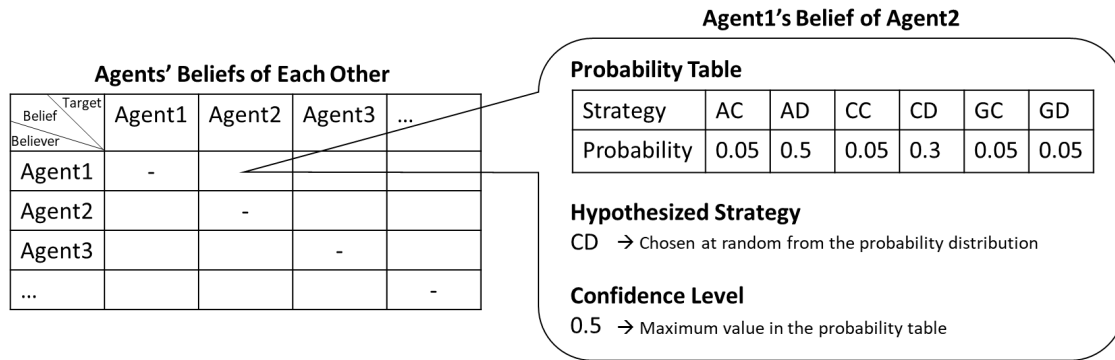 Agents' Beliefs of Each Other
Target
Belief
Believer
Agent1 Agent2 Agent3 ...
Agent1 -
Agent2 -
Agent3 -
... -
Agent1's Belief of Agent2
Probability Table
Strategy AC AD CC CD GC GD
Probability 0.05 0.5 0.05 0.3 0.05 0.05
Hypothesized Strategy
CD → Chosen at random from the probability distribution
Confidence Level
0.5 → Maximum value in the probability table